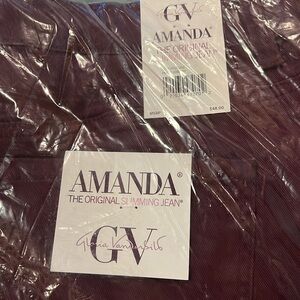 GV
AMANDA®
THE ORIGINAL
SLIMMING JEAN®
$48.00
AMANDA®
THE ORIGINAL SLIMMING JEAN®
GV
Gloria Vanderbilt